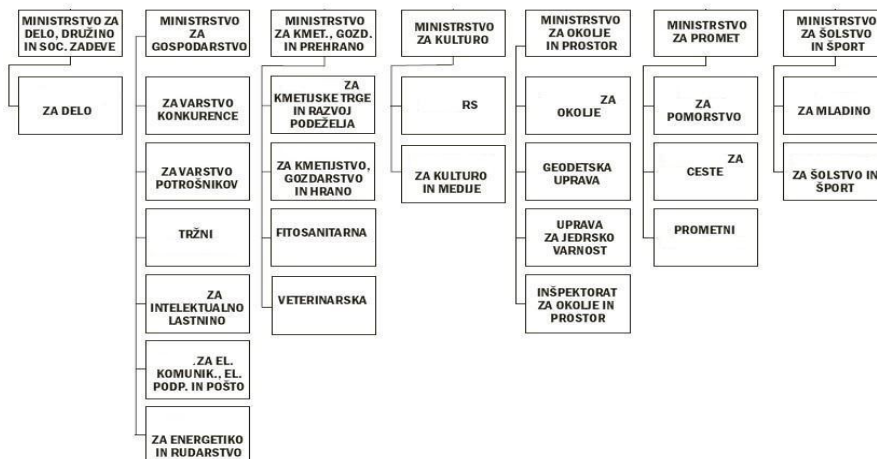 MINISTRSTVO ZA
DELO, DRUŽINO
IN SOC. ZADEVE
ZA DELO
MINISTRSTVO
ZA
GOSPODARSTVO
ZA VARSTVO
KONKURENCE
ZA VARSTVO
POTROŠNIKOV
TRŽNI
ZA
INTELEKTUALNO
LASTNINO
.ZA EL.
KOMUNIK., EL.
PODP. IN POŠTO
ZA ENERGETIKO
IN RUDARSTVO
MINISTRSTVO
ZA KMET., GOZD.
IN PREHRANO
ZA
KMETIJSKE TRGE
IN RAZVOJ
PODEŽELJA
ZA KMETIJSTVO,
GOZDARSTVO
IN HRANO
FITOSANITARNA
VETERINARSKA
MINISTRSTVO
ZA KULTURO
RS
ZA KULTURO
IN MEDIJE
MINISTRSTVO
ZA OKOLJE
IN PROSTOR
ZA
OKOLJE
GEODETSKA
UPRAVA
UPRAVA
ZA JEDRSKO
VARNOST
INŠPEKTORAT
ZA OKOLJE IN
PROSTOR
MINISTRSTVO
ZA PROMET
ZA
POMORSTVO
ZA
CESTE
PROMETNI
MINISTRSTVO
ZA ŠOLSTVO
IN ŠPORT
ZA MLADINO
ZA ŠOLSTVO IN
ŠPORT